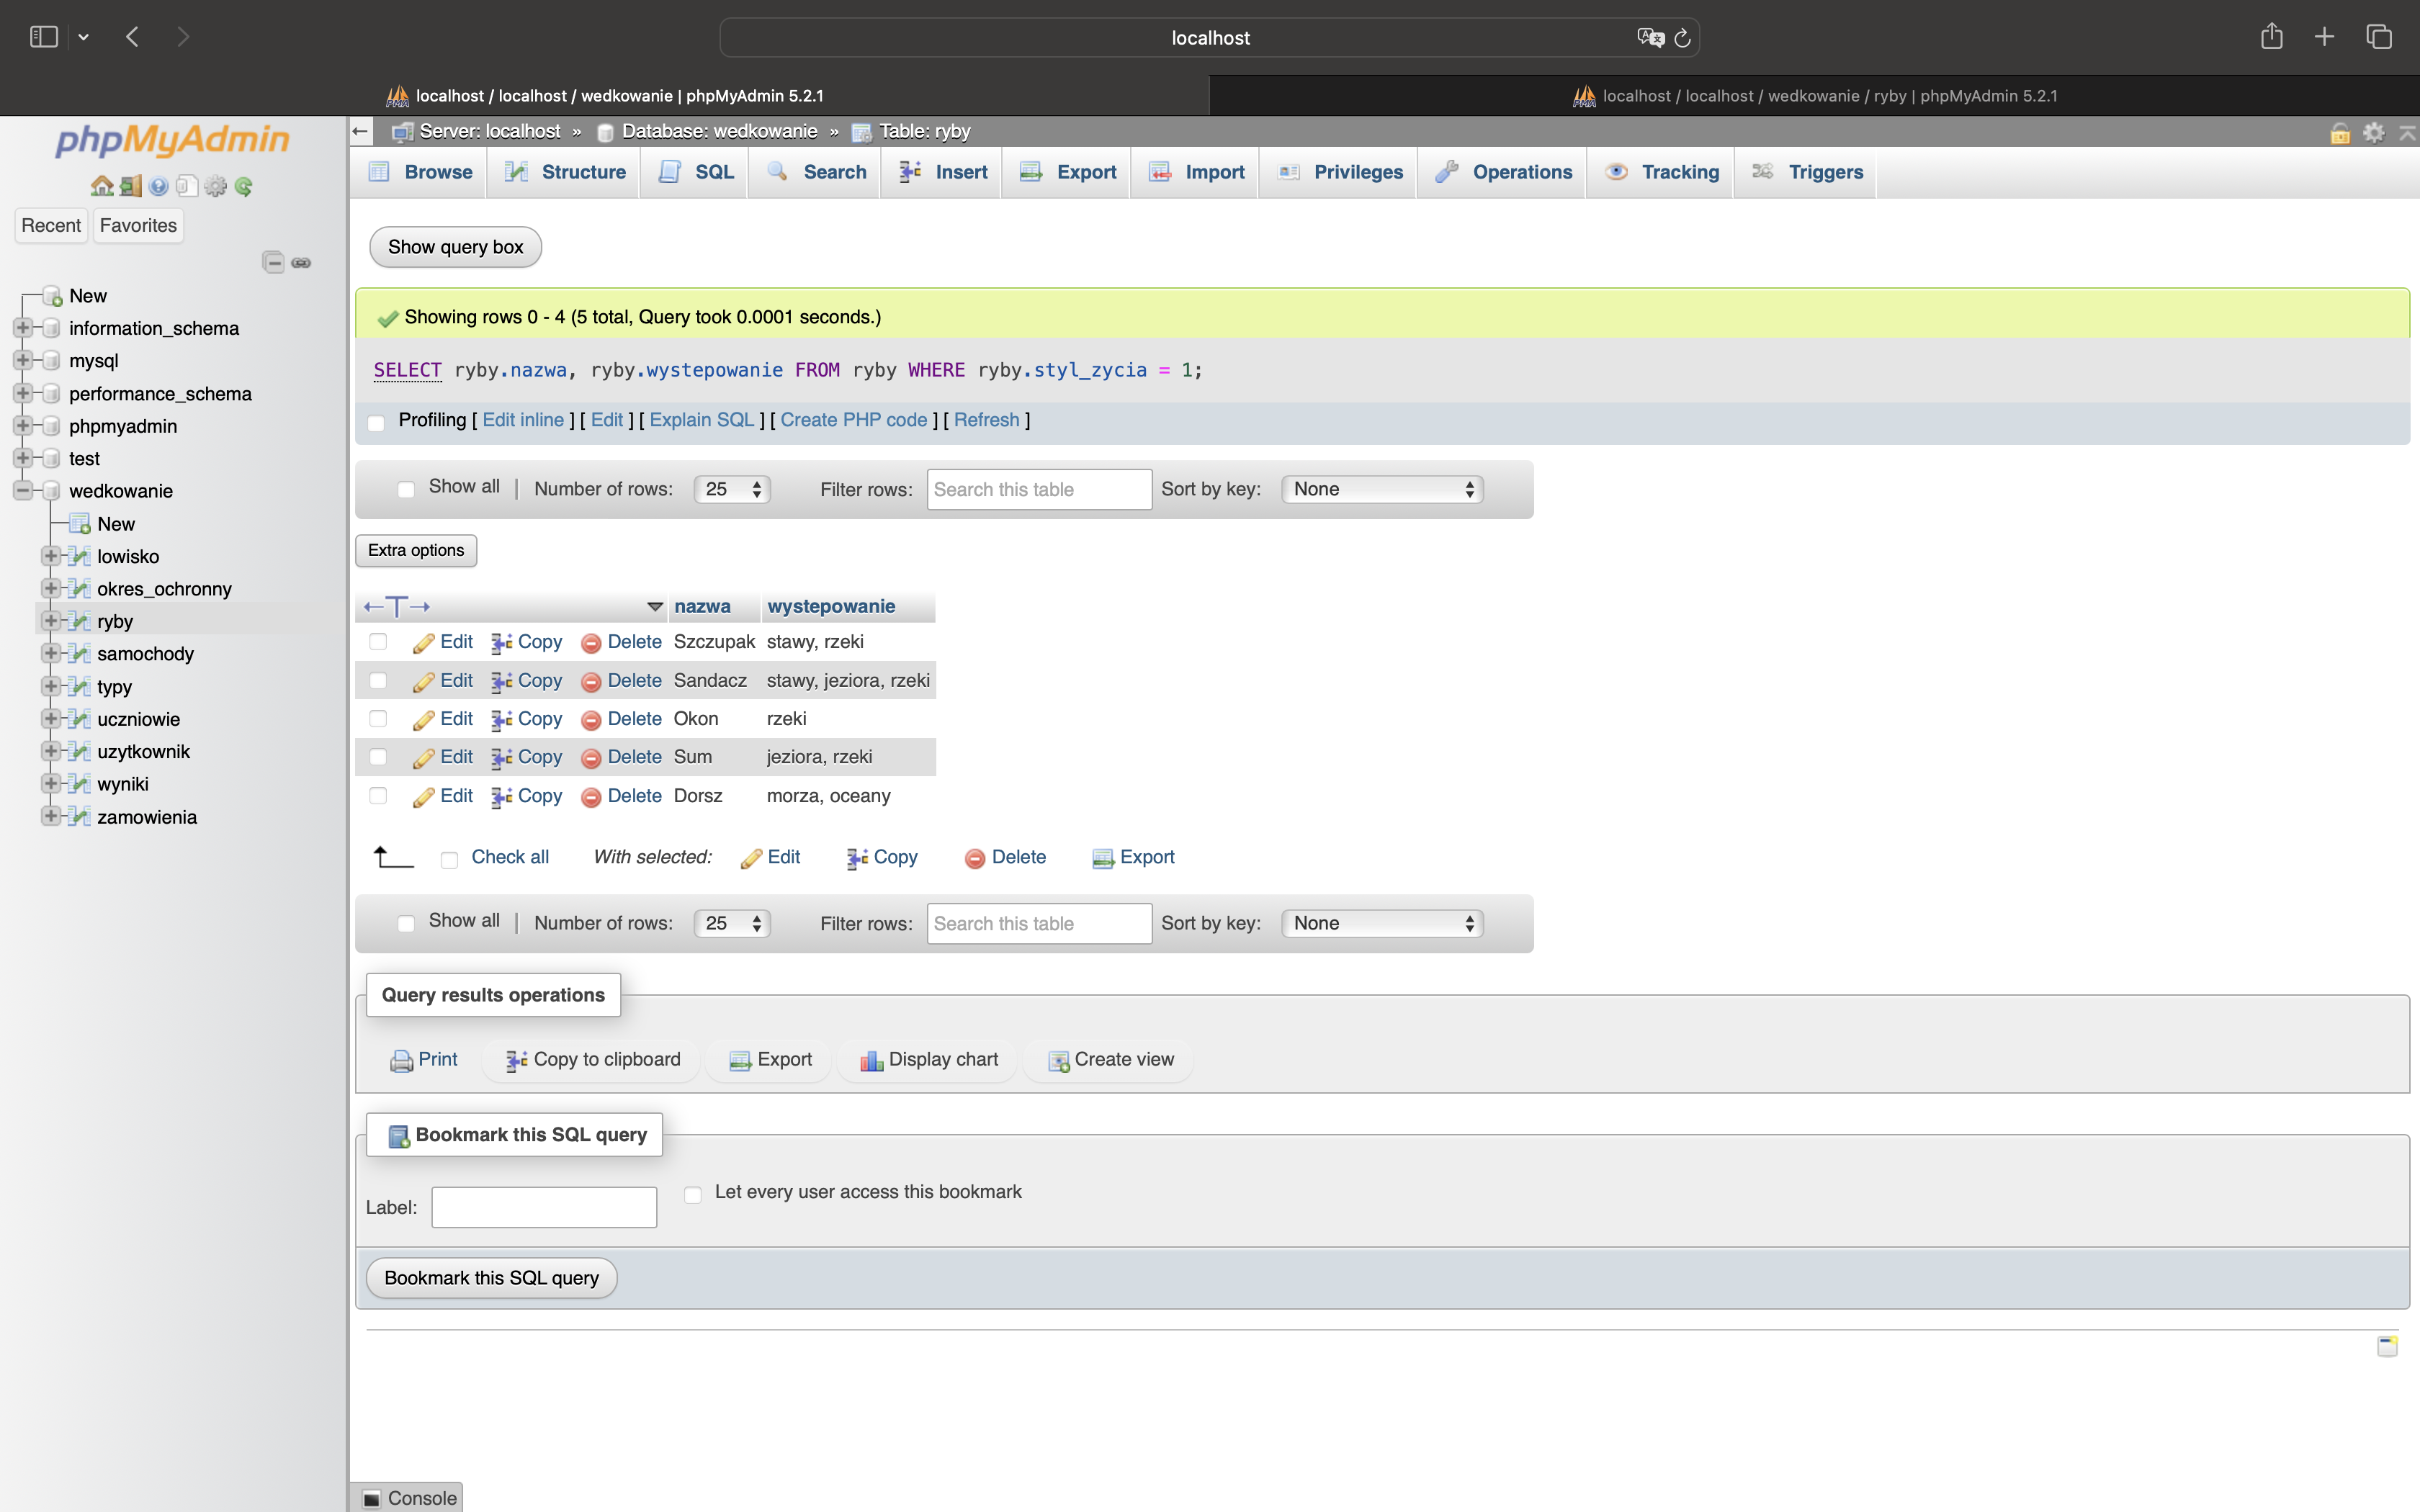 localhost
localhost / localhost / wedkowanie | phpMyAdmin 5.2.1
localhost / localhost / wedkowanie / ryby | phpMyAdmin 5.2.1
phpMyAdmin
Recent Favorites
New
information_schema
mysql
performance_schema
phpmyadmin
test
wedkowanie
New
lowisko
okres_ochronny
ryby
samochody
typy
uczniowie
uzytkownik
wyniki
zamowienia
Server: localhost » Database: wedkowanie » Table: ryby
Browse Structure SQL Search Insert Export Import Privileges Operations Tracking Triggers
Show query box
Showing rows 0 - 4 (5 total, Query took 0.0001 seconds.)
SELECT ryby.nazwa, ryby.wystepowanie FROM ryby WHERE ryby.styl_zycia = 1;
Profiling [ Edit inline ] [ Edit ] [ Explain SQL ] [ Create PHP code ] [ Refresh ]
Show all | Number of rows: 25 Filter rows: Search this table Sort by key: None
Extra options
←T→ nazwa wystepowanie
Edit Copy Delete Szczupak stawy, rzeki
Edit Copy Delete Sandacz stawy, jeziora, rzeki
Edit Copy Delete Okon rzeki
Edit Copy Delete Sum jeziora, rzeki
Edit Copy Delete Dorsz morza, oceany
Check all With selected: Edit Copy Delete Export
Show all | Number of rows: 25 Filter rows: Search this table Sort by key: None
Query results operations
Print Copy to clipboard Export Display chart Create view
Bookmark this SQL query
Label: Let every user access this bookmark
Bookmark this SQL query
Console